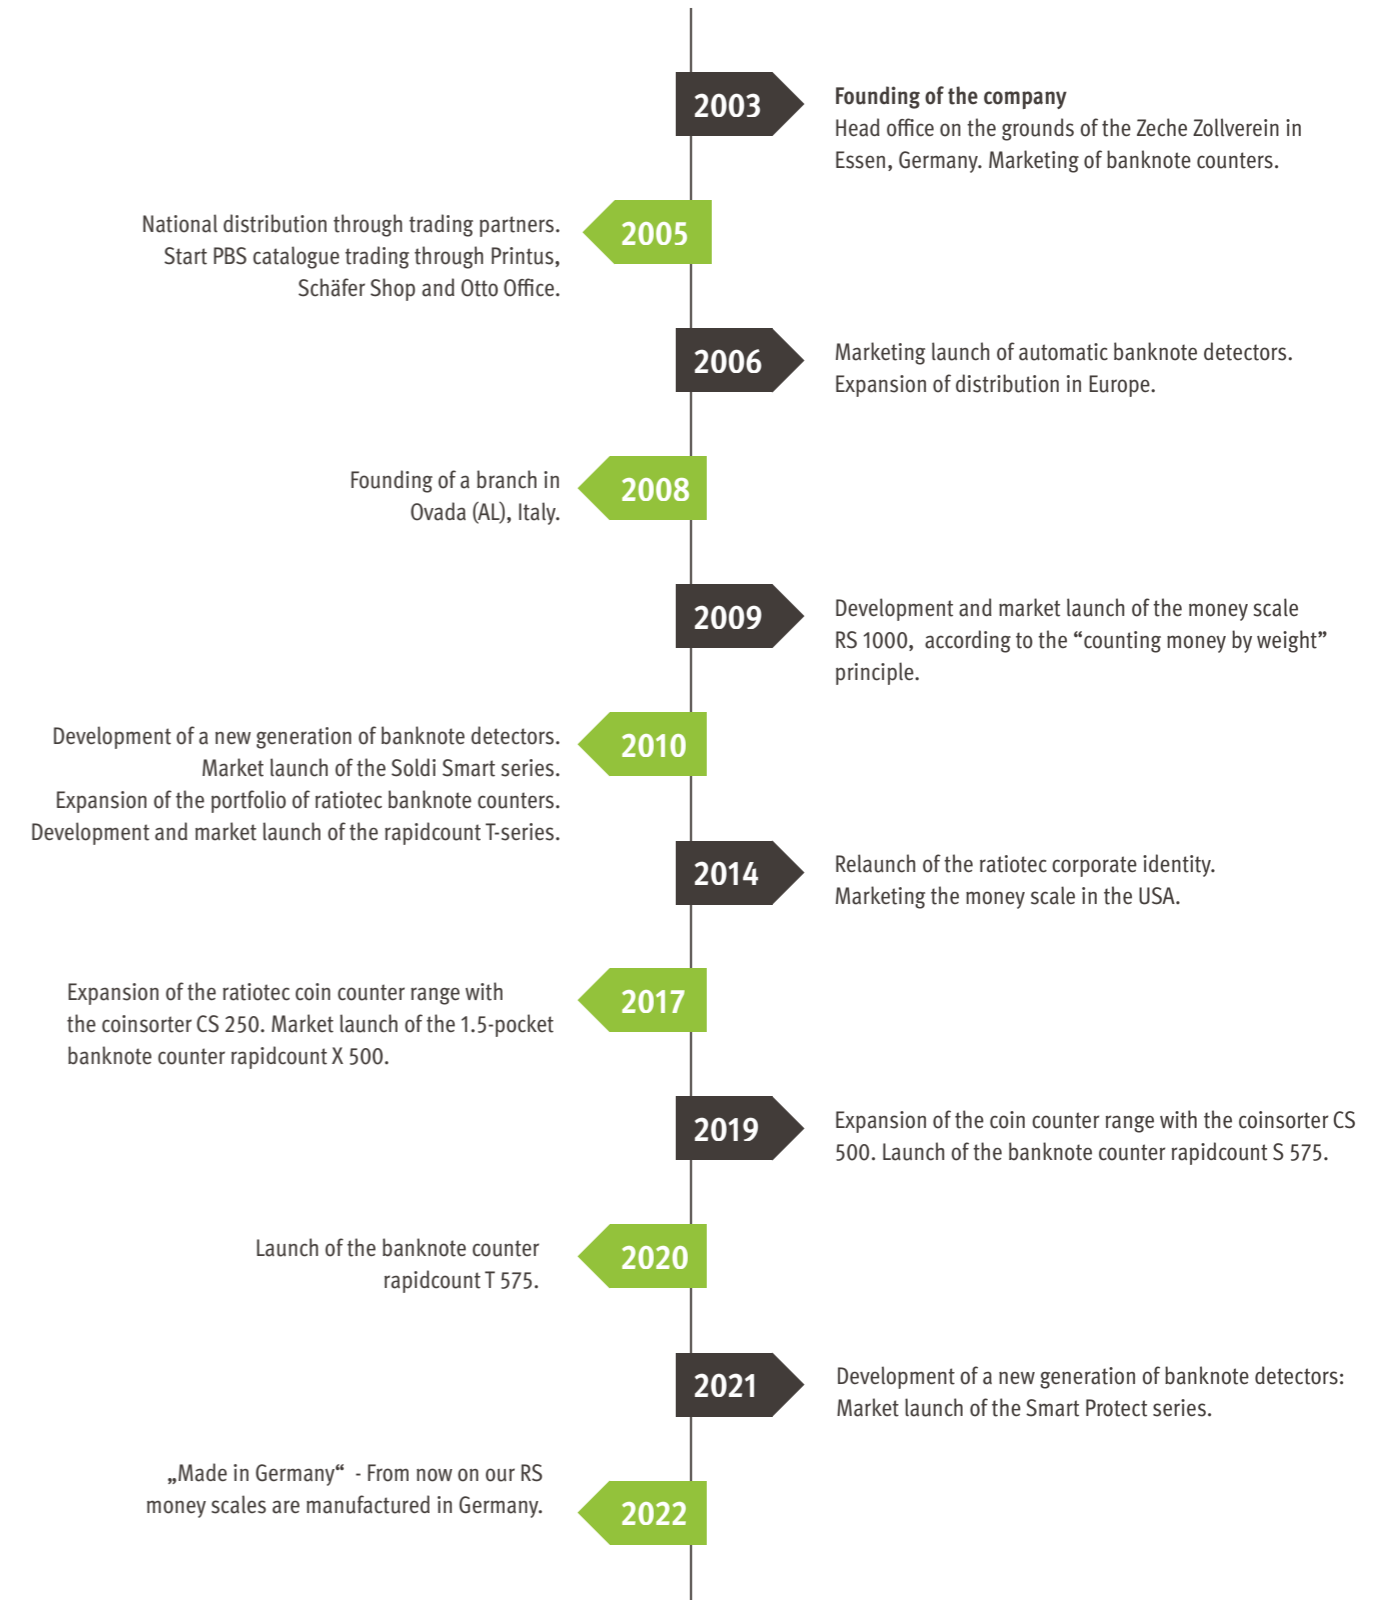 2003
Founding of the company
Head office on the grounds of the Zeche Zollverein in
Essen, Germany. Marketing of banknote counters.
National distribution through trading partners.
Start PBS catalogue trading through Printus,
Schäfer Shop and Otto Office.
2005
2006
Marketing launch of automatic banknote detectors.
Expansion of distribution in Europe.
Founding of a branch in
Ovada (AL), Italy.
2008
2009
Development and market launch of the money scale
RS 1000,  according to the “counting money by weight”
principle.
Development of a new generation of banknote detectors.
Market launch of the Soldi Smart series.
Expansion of the portfolio of ratiotec banknote counters.
Development and market launch of the rapidcount T-series.
2010
2014
Relaunch of the ratiotec corporate identity.
Marketing the money scale in the USA.
Expansion of the ratiotec coin counter range with
the coinsorter CS 250. Market launch of the 1.5-pocket
banknote counter rapidcount X 500.
2017
2019
Expansion of the coin counter range with the coinsorter CS
500. Launch of the banknote counter rapidcount S 575.
Launch of the banknote counter
rapidcount T 575.
2020
2021
Development of a new generation of banknote detectors:
Market launch of the Smart Protect series.
„Made in Germany“  - From now on our RS
money scales are manufactured in Germany.
2022